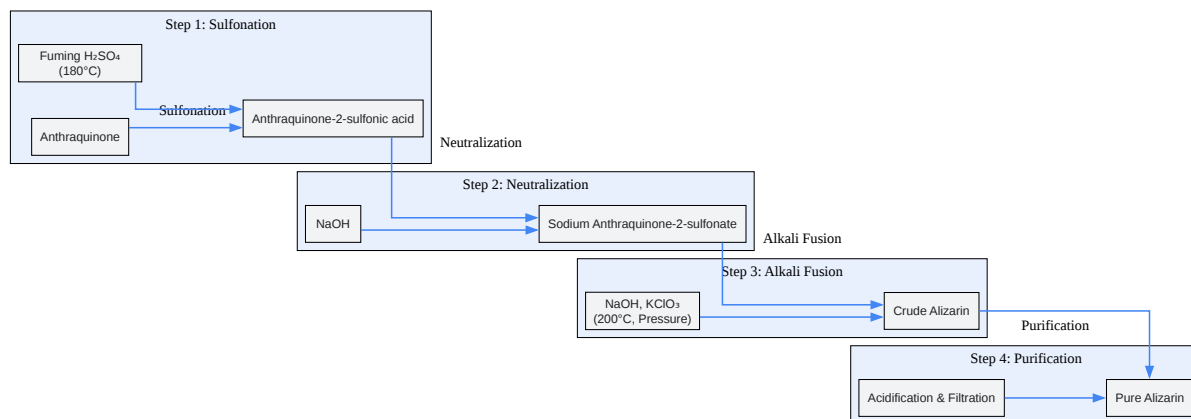 Step 1: Sulfonation
Fuming H₂SO₄
(180°C)
Sulfonation
Anthraquinone
Anthraquinone-2-sulfonic acid
Neutralization
Step 2: Neutralization
NaOH
Sodium Anthraquinone-2-sulfonate
Alkali Fusion
Step 3: Alkali Fusion
NaOH, KClO₃
(200°C, Pressure)
Crude Alizarin
Purification
Step 4: Purification
Acidification & Filtration
Pure Alizarin